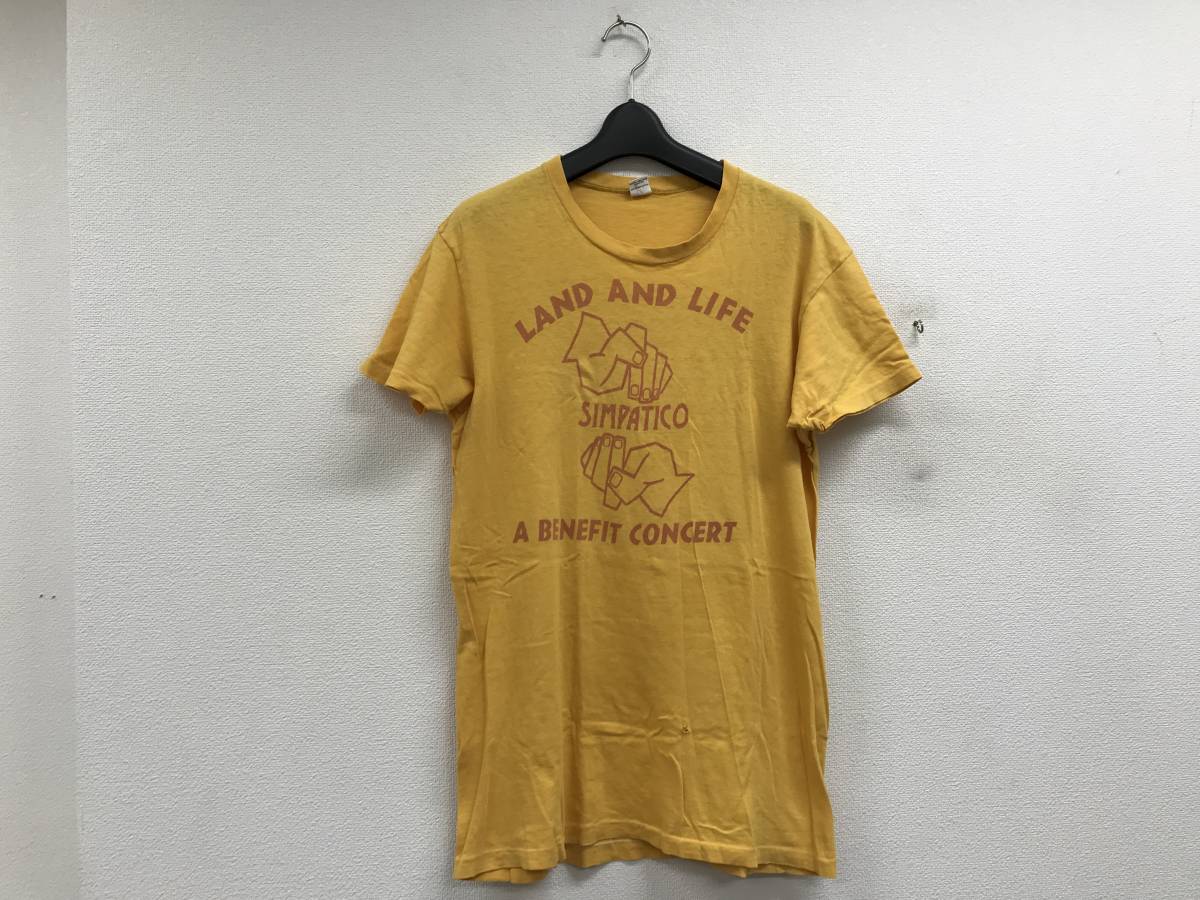 LAND AND LIFE
SIMPATICO
A BENEFIT CONCERT